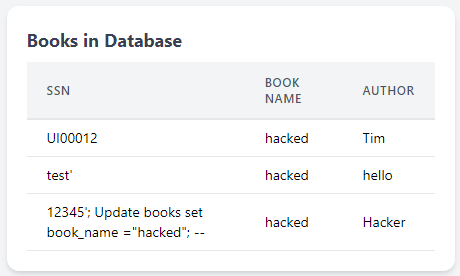 Books in Database
SSN BOOK NAME AUTHOR
UI00012 hacked Tim
test' hacked hello
12345'; Update books set
book_name ="hacked"; -- hacked Hacker